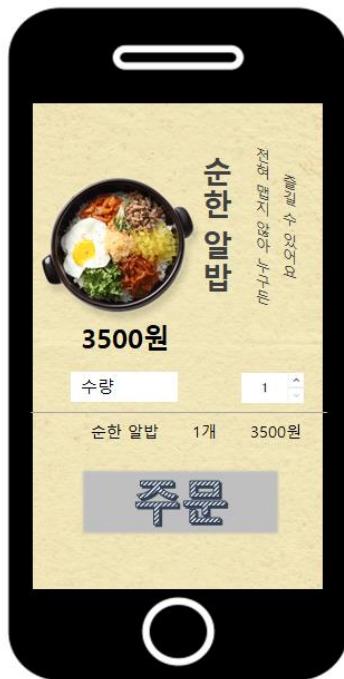 순한 알밥
전혀 맵지 않아 누구든
즐길 수 있어요
3500원
수량 1
순한 알밥 1개 3500원
주문